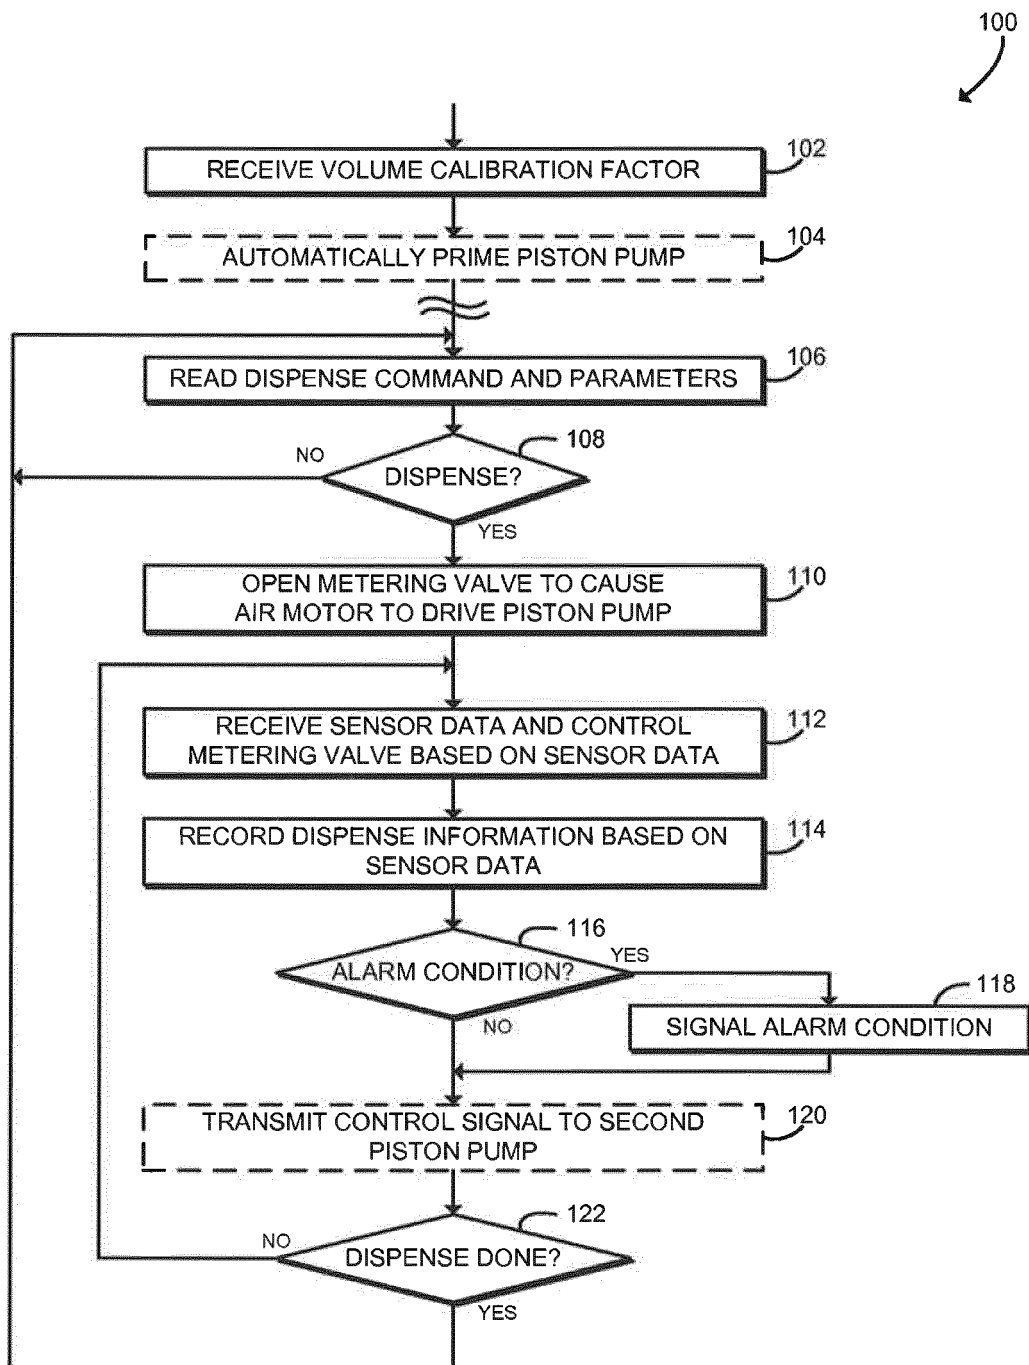 100
RECEIVE VOLUME CALIBRATION FACTOR
102
AUTOMATICALLY PRIME PISTON PUMP
104
READ DISPENSE COMMAND AND PARAMETERS
106
108
NO
DISPENSE?
YES
OPEN METERING VALVE TO CAUSE
AIR MOTOR TO DRIVE PISTON PUMP
110
RECEIVE SENSOR DATA AND CONTROL
METERING VALVE BASED ON SENSOR DATA
112
RECORD DISPENSE INFORMATION BASED ON
SENSOR DATA
114
116
ALARM CONDITION?
YES
NO
118
SIGNAL ALARM CONDITION
TRANSMIT CONTROL SIGNAL TO SECOND
PISTON PUMP
120
122
NO
DISPENSE DONE?
YES